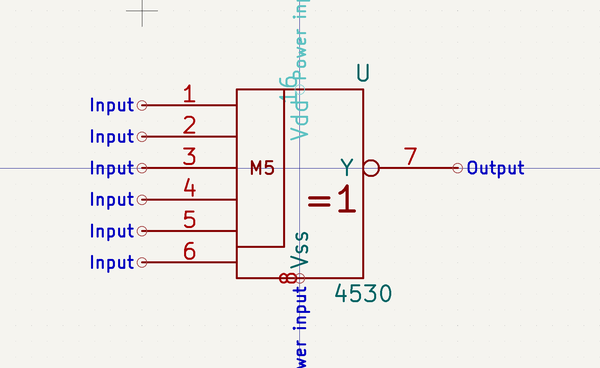 Power input
16
Vdd
U
Input 1
Input 2
Input 3 M5 Y 7 Output
Input 4 =1
Input 5
Input 6
Vss
8
4530
wer input